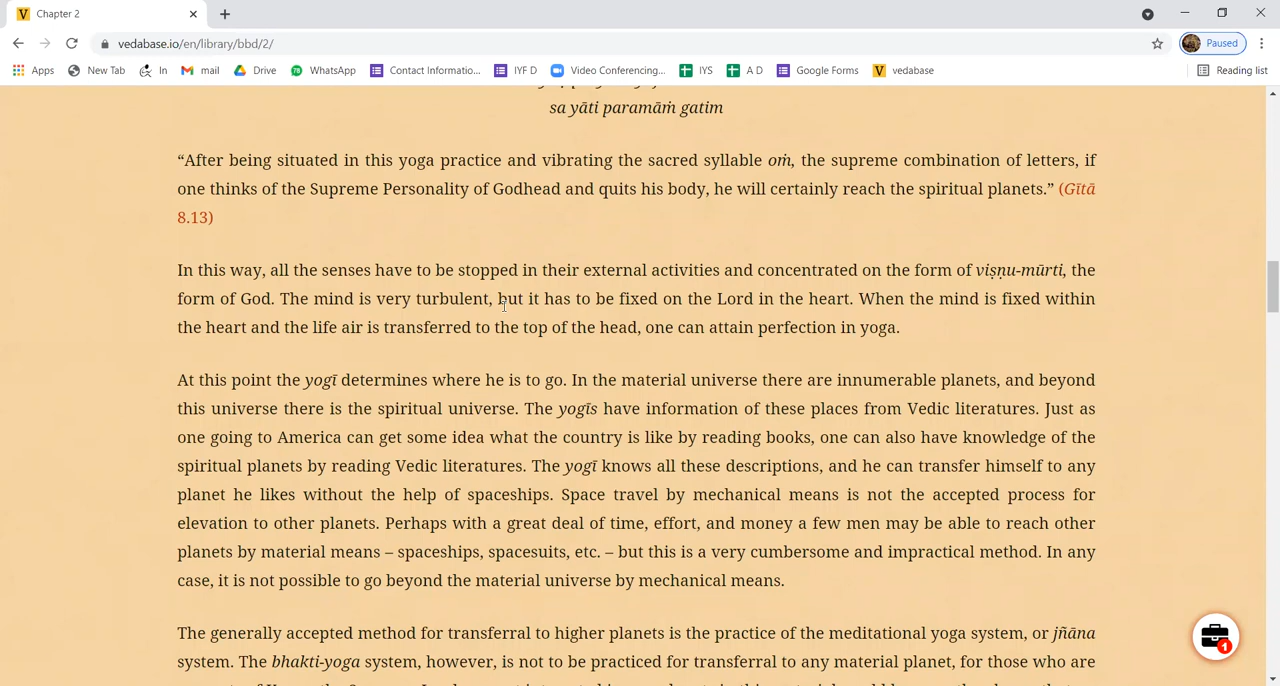 Chapter 2
vedabase.io/en/library/bbd/2/
Paused
Apps New Tab In mail Drive WhatsApp Contact Informatio... IYF D Video Conferencing... IYS A D Google Forms vedabase Reading list
sa yāti paramāṁ gatim
“After being situated in this yoga practice and vibrating the sacred syllable oṁ, the supreme combination of letters, if
one thinks of the Supreme Personality of Godhead and quits his body, he will certainly reach the spiritual planets.” (Gītā
8.13)
In this way, all the senses have to be stopped in their external activities and concentrated on the form of viṣṇu-mūrti, the
form of God. The mind is very turbulent, but it has to be fixed on the Lord in the heart. When the mind is fixed within
the heart and the life air is transferred to the top of the head, one can attain perfection in yoga.
At this point the yogī determines where he is to go. In the material universe there are innumerable planets, and beyond
this universe there is the spiritual universe. The yogīs have information of these places from Vedic literatures. Just as
one going to America can get some idea what the country is like by reading books, one can also have knowledge of the
spiritual planets by reading Vedic literatures. The yogī knows all these descriptions, and he can transfer himself to any
planet he likes without the help of spaceships. Space travel by mechanical means is not the accepted process for
elevation to other planets. Perhaps with a great deal of time, effort, and money a few men may be able to reach other
planets by material means – spaceships, spacesuits, etc. – but this is a very cumbersome and impractical method. In any
case, it is not possible to go beyond the material universe by mechanical means.
The generally accepted method for transferral to higher planets is the practice of the meditational yoga system, or jñāna
system. The bhakti-yoga system, however, is not to be practiced for transferral to any material planet, for those who are
1